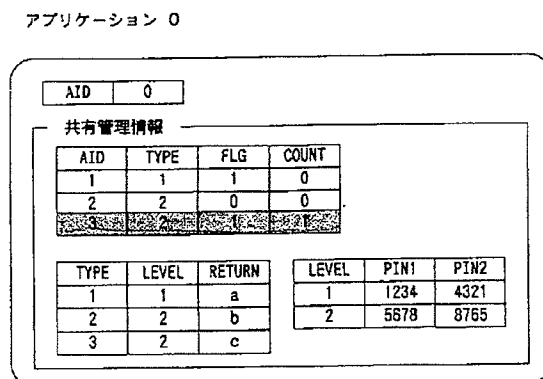 アプリケーション 0
AID 0
共有管理情報
AID TYPE FLG COUNT
1 1 1 0
2 2 0 0
3 2 1 1
TYPE LEVEL RETURN
1 1 a
2 2 b
3 2 c
LEVEL PIN1 PIN2
1 1234 4321
2 5678 8765